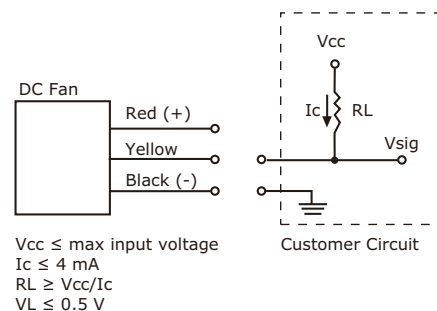 Vcc
DC Fan
Ic
RL
Red (+)
Vsig
Yellow
Black (-)
Vcc ≤ max input voltage
Customer Circuit
Ic ≤ 4 mA
RL ≥ Vcc/Ic
VL ≤ 0.5 V